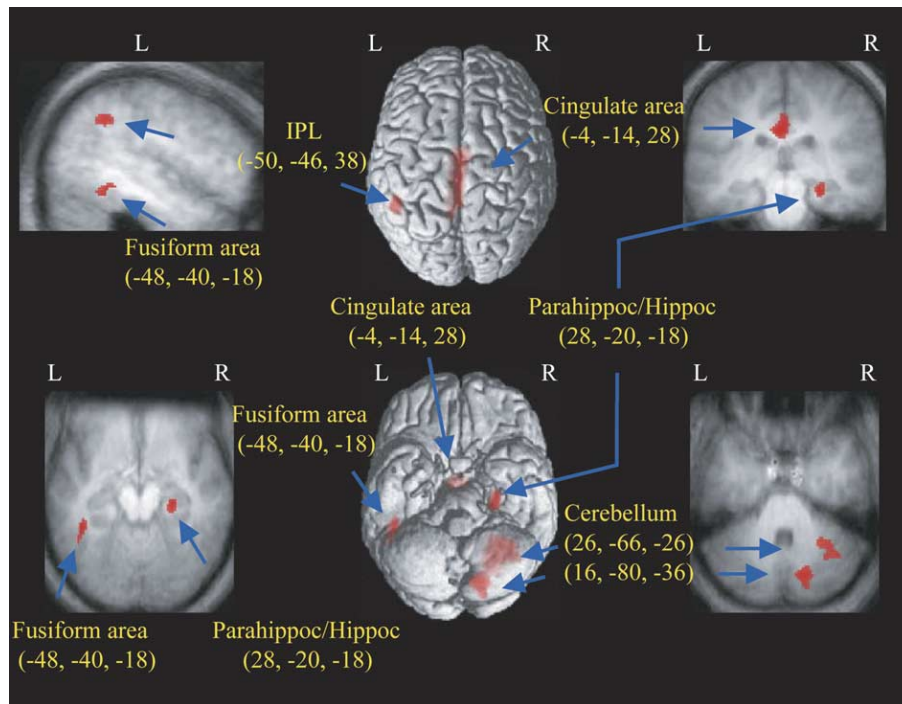 L
L
R
L
R
IPL
(-50, -46, 38)
Cingulate area
(-4, -14, 28)
Fusiform area
(-48, -40, -18)
Cingulate area
(-4, -14, 28)
Parahippoc/Hippoc
(28, -20, -18)
L
R
L
R
L
R
Fusiform area
(-48, -40, -18)
Cerebellum
(26, -66, -26)
(16, -80, -36)
Fusiform area
(-48, -40, -18)
Parahippoc/Hippoc
(28, -20, -18)